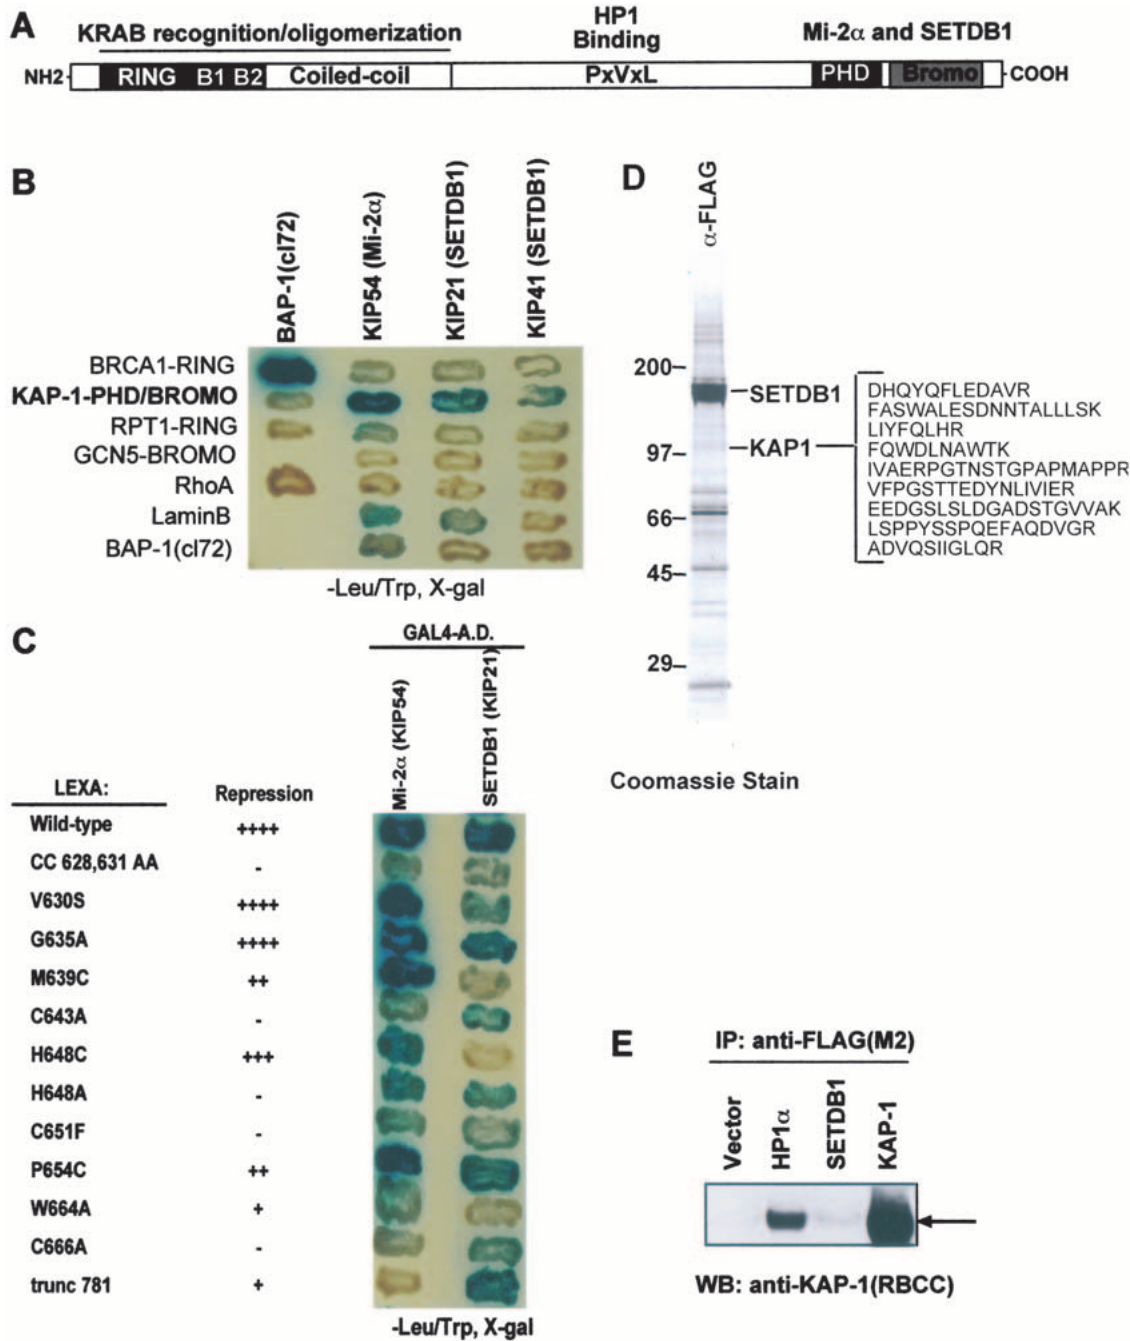 A
KRAB recognition/oligomerization
HP1
Binding
Mi-2α and SETDB1
NH2
RING B1 B2 Coiled-coil PxVxL PHD Bromo
COOH
B
BAP-1(cl72)
KIP54 (Mi-2α)
KIP21 (SETDB1)
KIP41 (SETDB1)
BRCA1-RING
KAP-1-PHD/BROMO
RPT1-RING
GCN5-BROMO
RhoA
LaminB
BAP-1(cl72)
-Leu/Trp, X-gal
C
GAL4-A.D.
Mi-2α (KIP54)
SETDB1 (KIP21)
LEXA: Repression
Wild-type ++++
CC 628,631 AA -
V630S ++++
G635A ++++
M639C ++
C643A -
H648C +++
H648A -
C651F -
P654C ++
W664A +
C666A -
trunc 781 +
-Leu/Trp, X-gal
D
α-FLAG
200
97
66
45
29
SETDB1
KAP1
DHQYQFLEDAVR
FASWALESDNNTALLLSK
LIYFQLHR
FQWDLNAWTK
IVAERPGTNSTGPAPMAPPR
VFPGSTTEDYNLIVIER
EEDGSLSLDGADSTGVVAK
LSPPYSSPQEFAQDVGR
ADVQSIIGLQR
Coomassie Stain
E
IP: anti-FLAG(M2)
Vector
HP1α
SETDB1
KAP-1
WB: anti-KAP-1(RBCC)